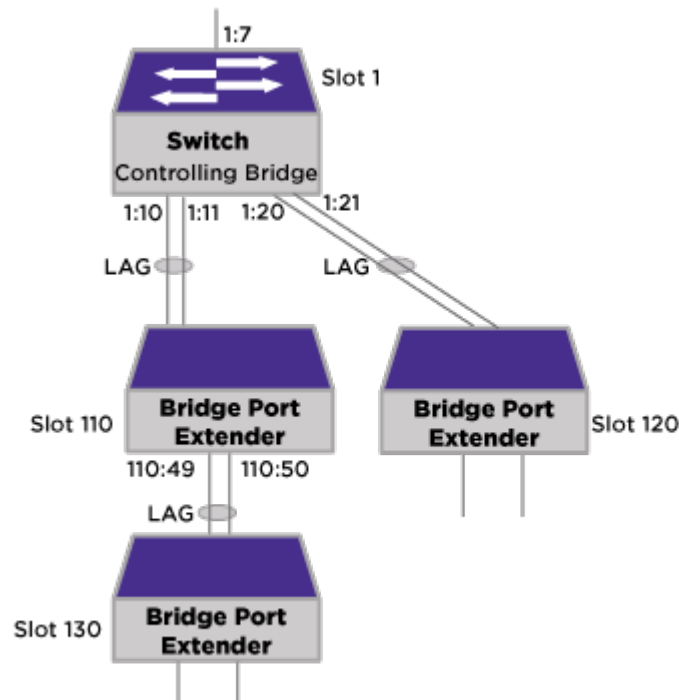 1:7
Slot 1
Switch
Controlling Bridge
1:10
1:11
1:20
1:21
LAG
LAG
Bridge Port
Extender
Slot 110
Bridge Port
Extender
Slot 120
110:49
110:50
LAG
Bridge Port
Extender
Slot 130